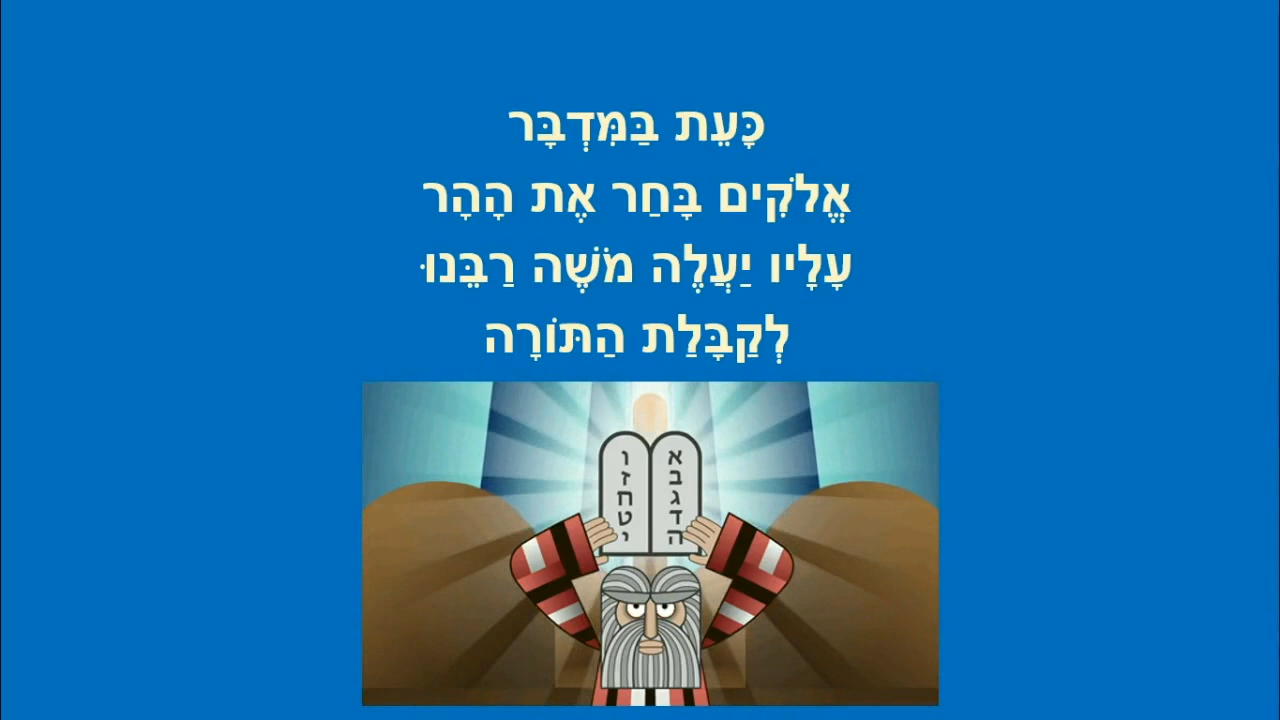 כָּעֵת בַּמִּדְבָּר
אֱלֹקִים בָּחַר אֶת הָהָר
עָלָיו יַעֲלֶה מֹשֶׁה רַבֵּנוּ
לְקַבָּלַת הַתּוֹרָה
א
ב
ג
ד
ה
ו
ז
ח
ט
י